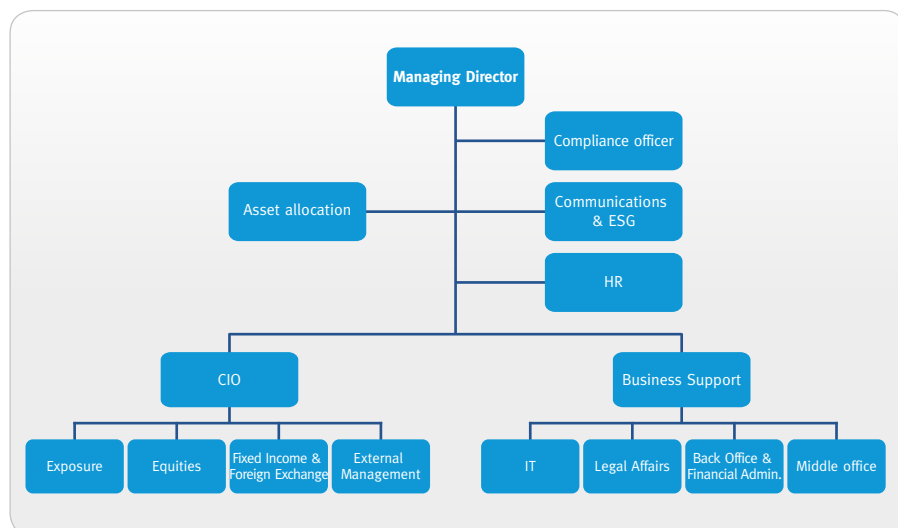 Managing Director
Compliance officer
Asset allocation
Communications
& ESG
HR
CIO
Business Support
Exposure
Equities
Fixed Income &
Foreign Exchange
External
Management
IT
Legal Affairs
Back Office &
Financial Admin.
Middle office